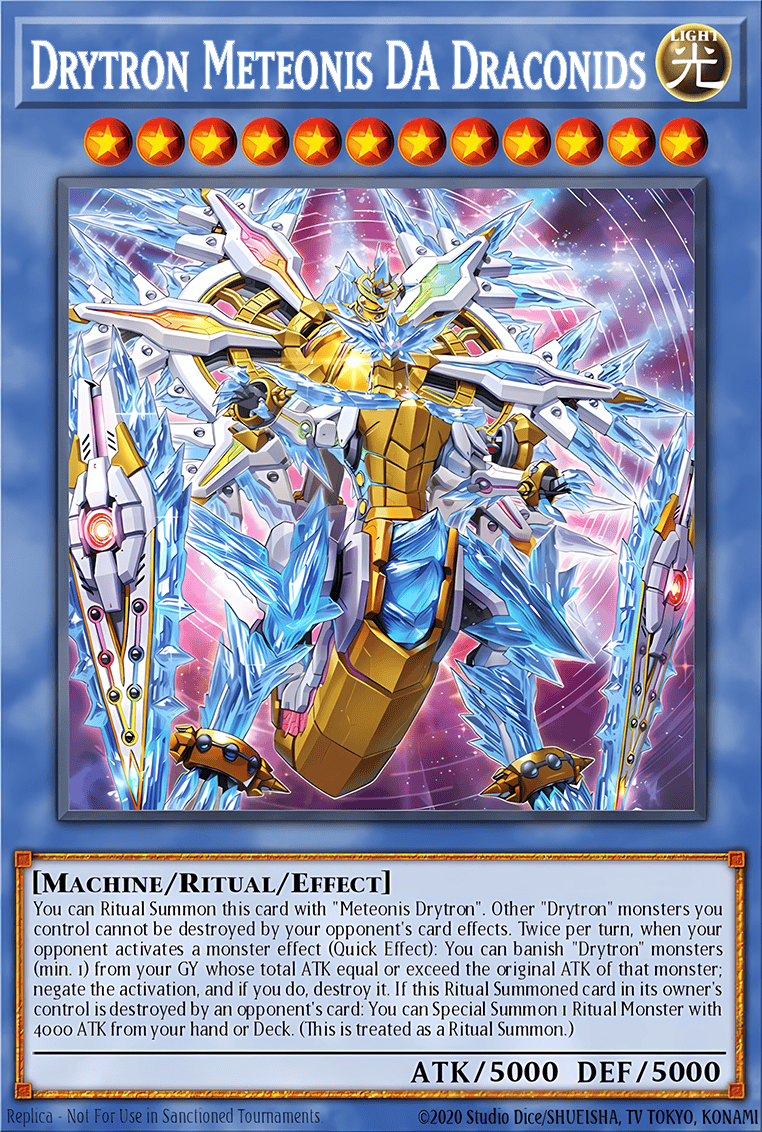 DRYTRON METEONIS DA DRACONIDS
LIGHT
光
[MACHINE/RITUAL/EFFECT]
You can Ritual Summon this card with "Meteonis Drytron". Other "Drytron" monsters you
control cannot be destroyed by your opponent's card effects. Twice per turn, when your
opponent activates a monster effect (Quick Effect): You can banish "Drytron" monsters
(min. 1) from your GY whose total ATK equal or exceed the original ATK of that monster;
negate the activation, and if you do, destroy it. If this Ritual Summoned card in its owner's
control is destroyed by an opponent's card: You can Special Summon 1 Ritual Monster with
4000 ATK from your hand or Deck. (This is treated as a Ritual Summon.)
ATK/5000 DEF/5000
Replica - Not For Use in Sanctioned Tournaments
©2020 Studio Dice/SHUEISHA, TV TOKYO, KONAMI